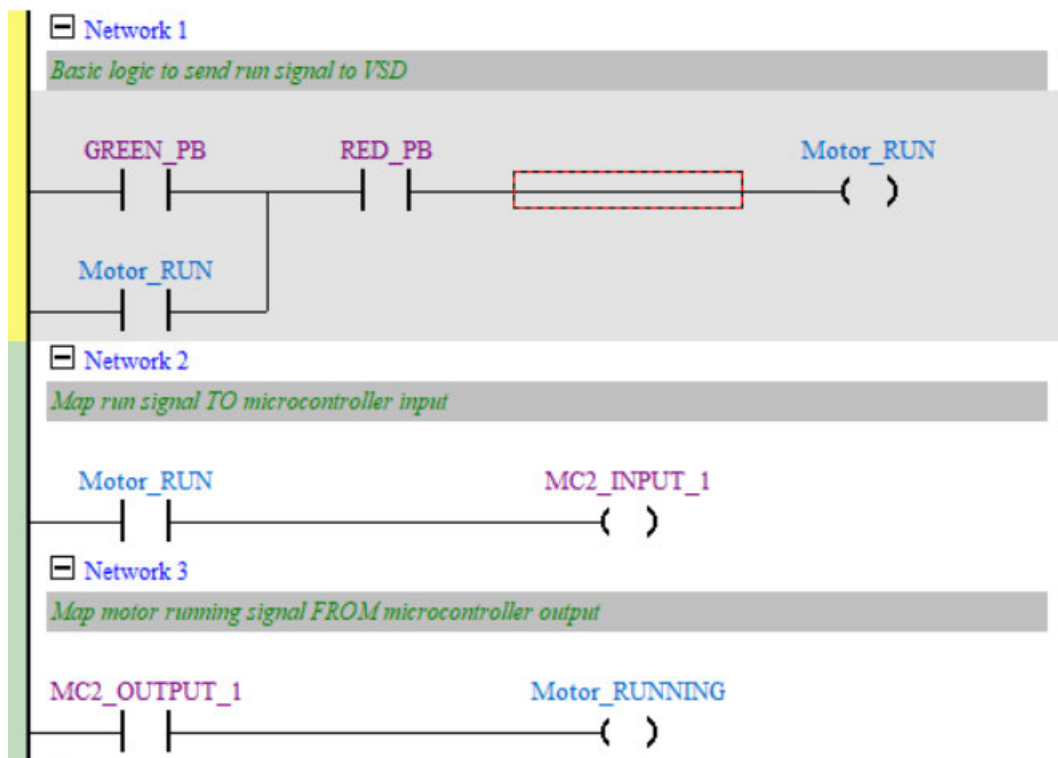 Network 1
Basic logic to send run signal to VSD
GREEN_PB RED_PB Motor_RUN
Motor_RUN
Network 2
Map run signal TO microcontroller input
Motor_RUN MC2_INPUT_1
Network 3
Map motor running signal FROM microcontroller output
MC2_OUTPUT_1 Motor_RUNNING